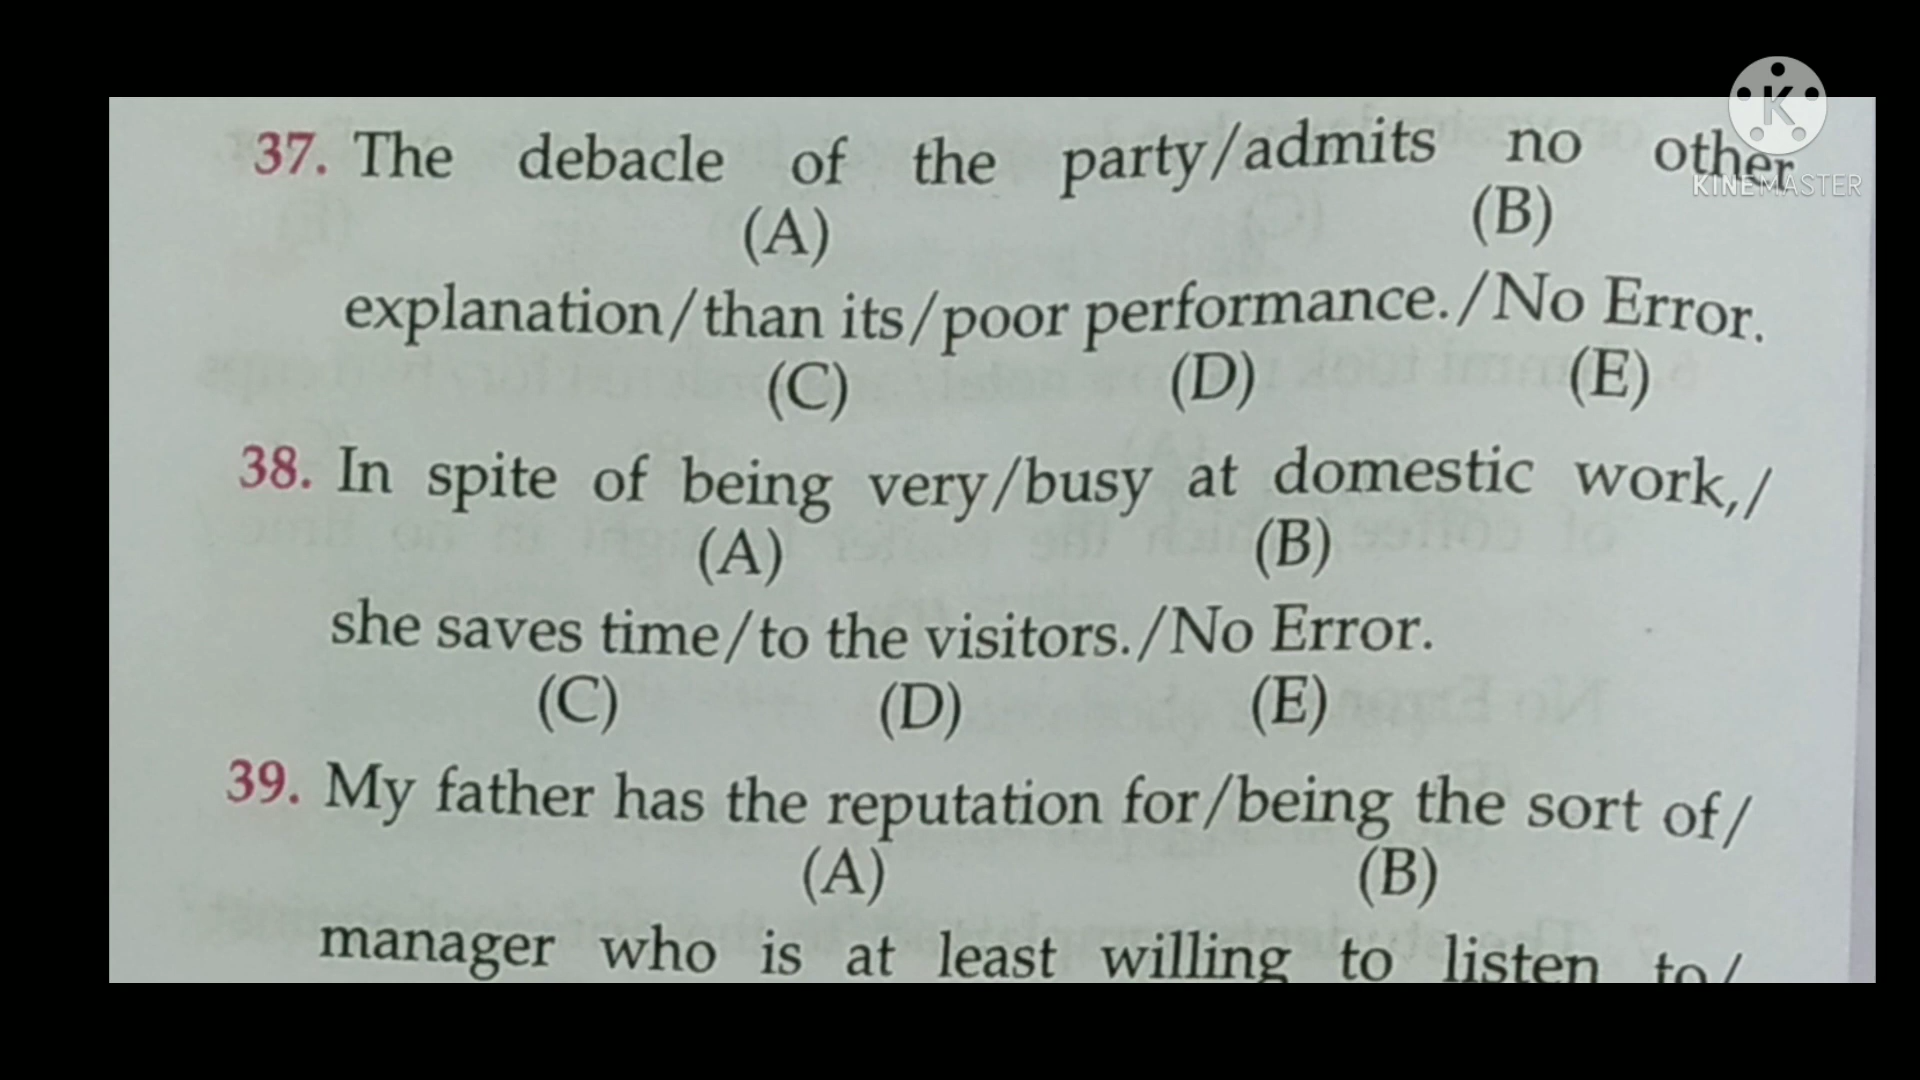 37. The debacle of the party/admits no other
(A) (B)
explanation/than its/poor performance./No Error.
(C) (D) (E)
38. In spite of being very/busy at domestic work,/
(A) (B)
she saves time/to the visitors./No Error.
(C) (D) (E)
39. My father has the reputation for/being the sort of/
(A) (B)
manager who is at least willing to listen to/
K
KINEMASTER